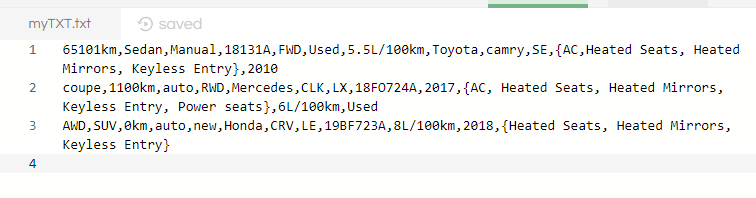 myTXT.txt saved
1 65101km,Sedan,Manual,18131A,FWD,Used,5.5L/100km,Toyota,camry,SE,{AC,Heated Seats, Heated
Mirrors, Keyless Entry},2010
2 coupe,1100km,auto,RWD,Mercedes,CLK,LX,18FO724A,2017,{AC, Heated Seats, Heated Mirrors,
Keyless Entry, Power seats},6L/100km,Used
3 AWD,SUV,0km,auto,new,Honda,CRV,LE,19BF723A,8L/100km,2018,{Heated Seats, Heated Mirrors,
Keyless Entry}
4